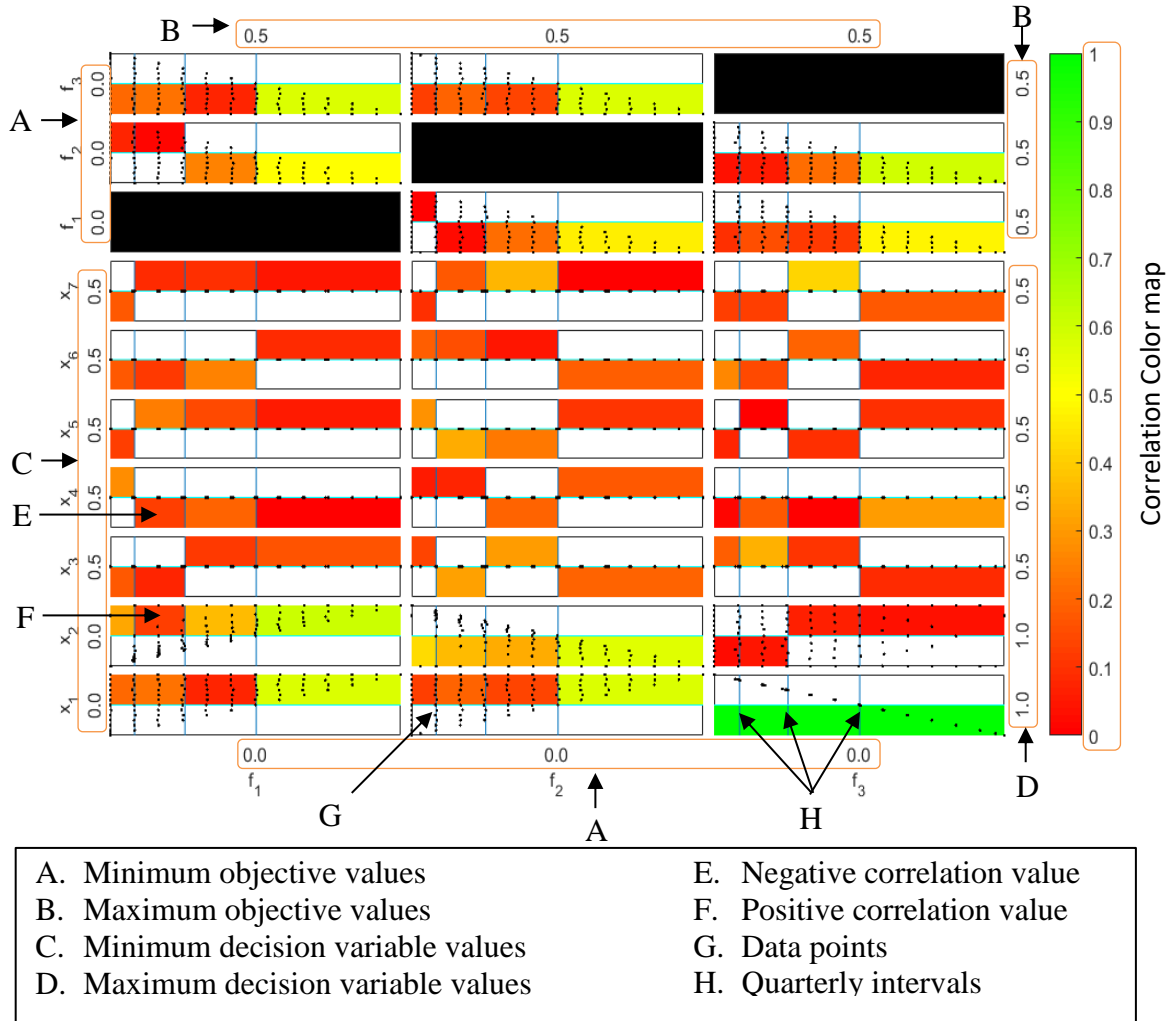 B
B
0.5 0.5 0.5
f3 0.0 0.5 1
A
f2 0.0 0.5 0.9
f1 0.0 0.5 0.8
x7 0.5 0.5 0.7
x6 0.5 0.5 0.6
C
x5 0.5 0.5 0.5
E
x4 0.5 0.5 0.4
x3 0.5 0.5 0.3
F
x2 0.0 1.0 0.2
x1 0.0 1.0 0.1
0
Correlation Color map
0.0 0.0 0.0
f1 f2 f3
G
A
H
D
A. Minimum objective values
B. Maximum objective values
C. Minimum decision variable values
D. Maximum decision variable values
E. Negative correlation value
F. Positive correlation value
G. Data points
H. Quarterly intervals